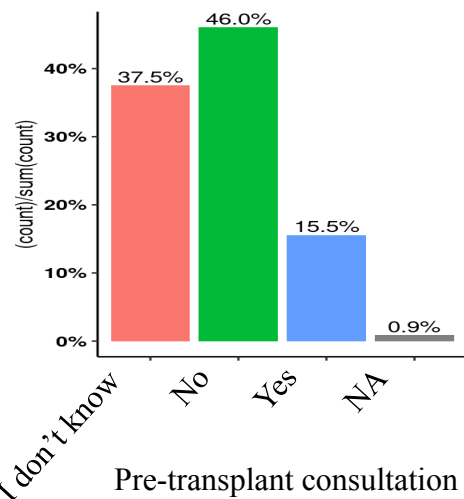 46.0%
37.5%
15.5%
0.9%
(count)/sum(count)
40%
30%
20%
10%
0%
I don't know
No
Yes
NA
Pre-transplant consultation